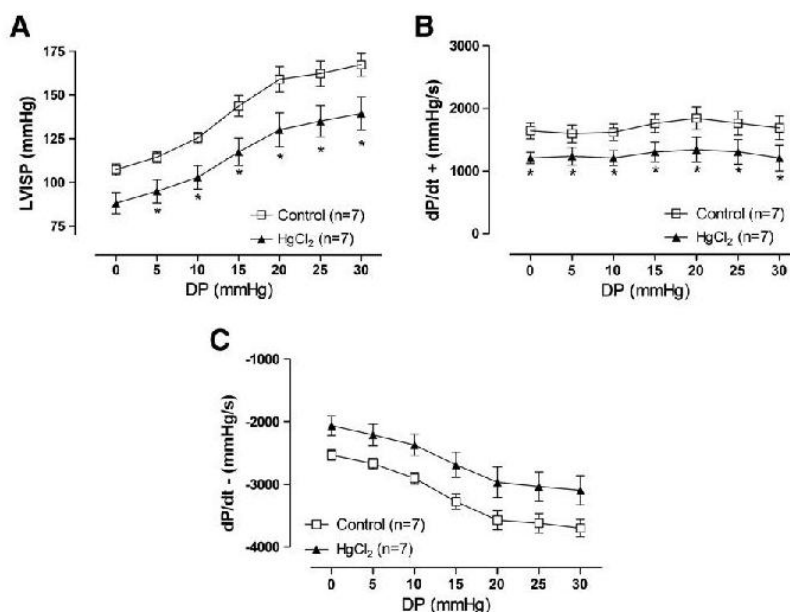 A
LVISP (mmHg)
175
150
125
100
75
* * * * * *
Control (n=7)
HgCl₂ (n=7)
0 5 10 15 20 25 30
DP (mmHg)
B
dP/dt + (mmHg/s)
3000
2000
1000
0
* * * * * * *
Control (n=7)
HgCl₂ (n=7)
0 5 10 15 20 25 30
DP (mmHg)
C
dP/dt - (mmHg/s)
-1000
-2000
-3000
-4000
Control (n=7)
HgCl₂ (n=7)
0 5 10 15 20 25 30
DP (mmHg)